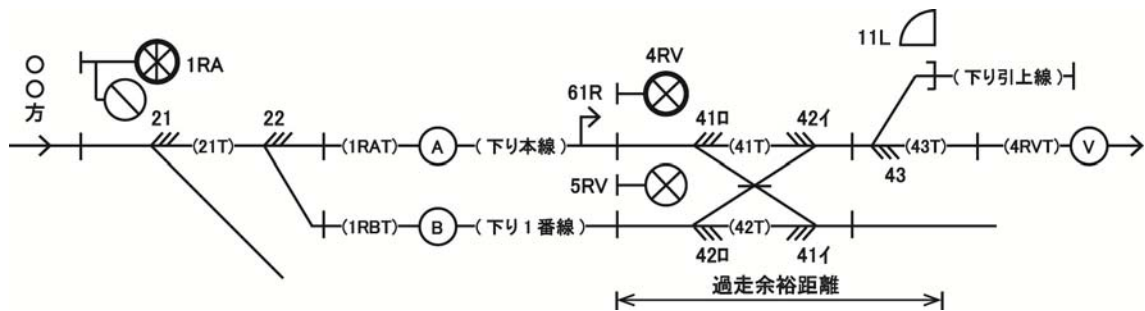 ○
○
方
1RA
21
(21T)
22
(1RAT)
A
(下り本線)
61R
4RV
41ロ
(41T)
42イ
11L
(下り引上線)
43
(43T)
(4RVT)
V
5RV
(1RBT)
B
(下り1番線)
42ロ
(42T)
41イ
過走余裕距離